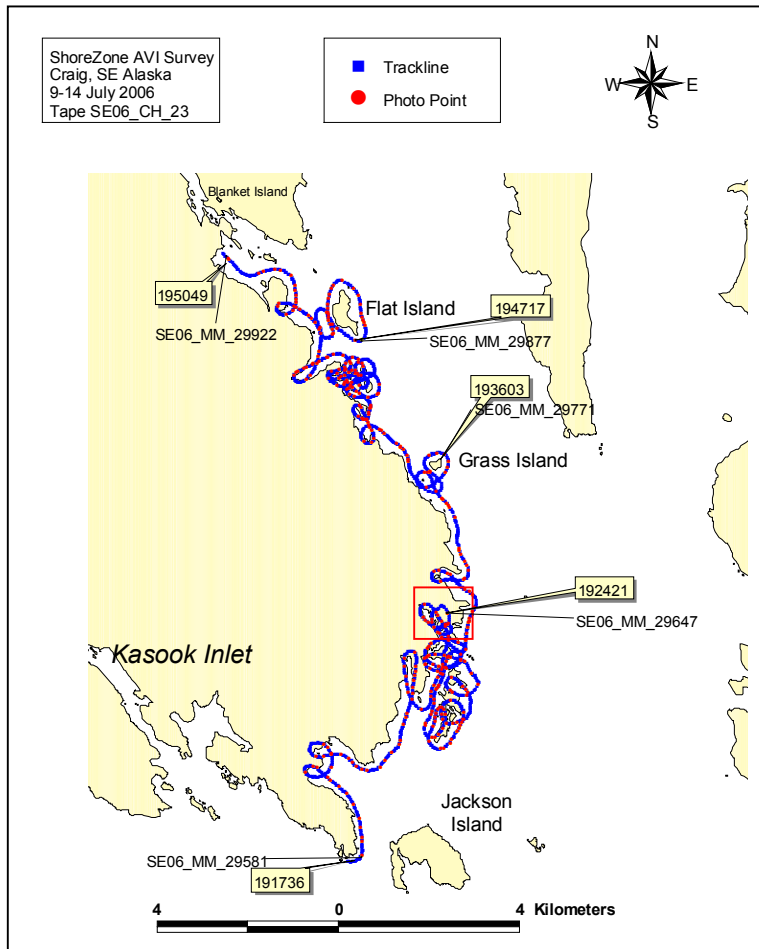 ShoreZone AVI Survey
Craig, SE Alaska
9-14 July 2006
Tape SE06_CH_23
Trackline
Photo Point
N
W E
S
Blanket Island
195049
SE06_MM_29922
Flat Island
194717
SE06_MM_29877
193603
SE06_MM_29771
Grass Island
192421
SE06_MM_29647
Kasook Inlet
Jackson
Island
SE06_MM_29581
191736
4 0 4 Kilometers